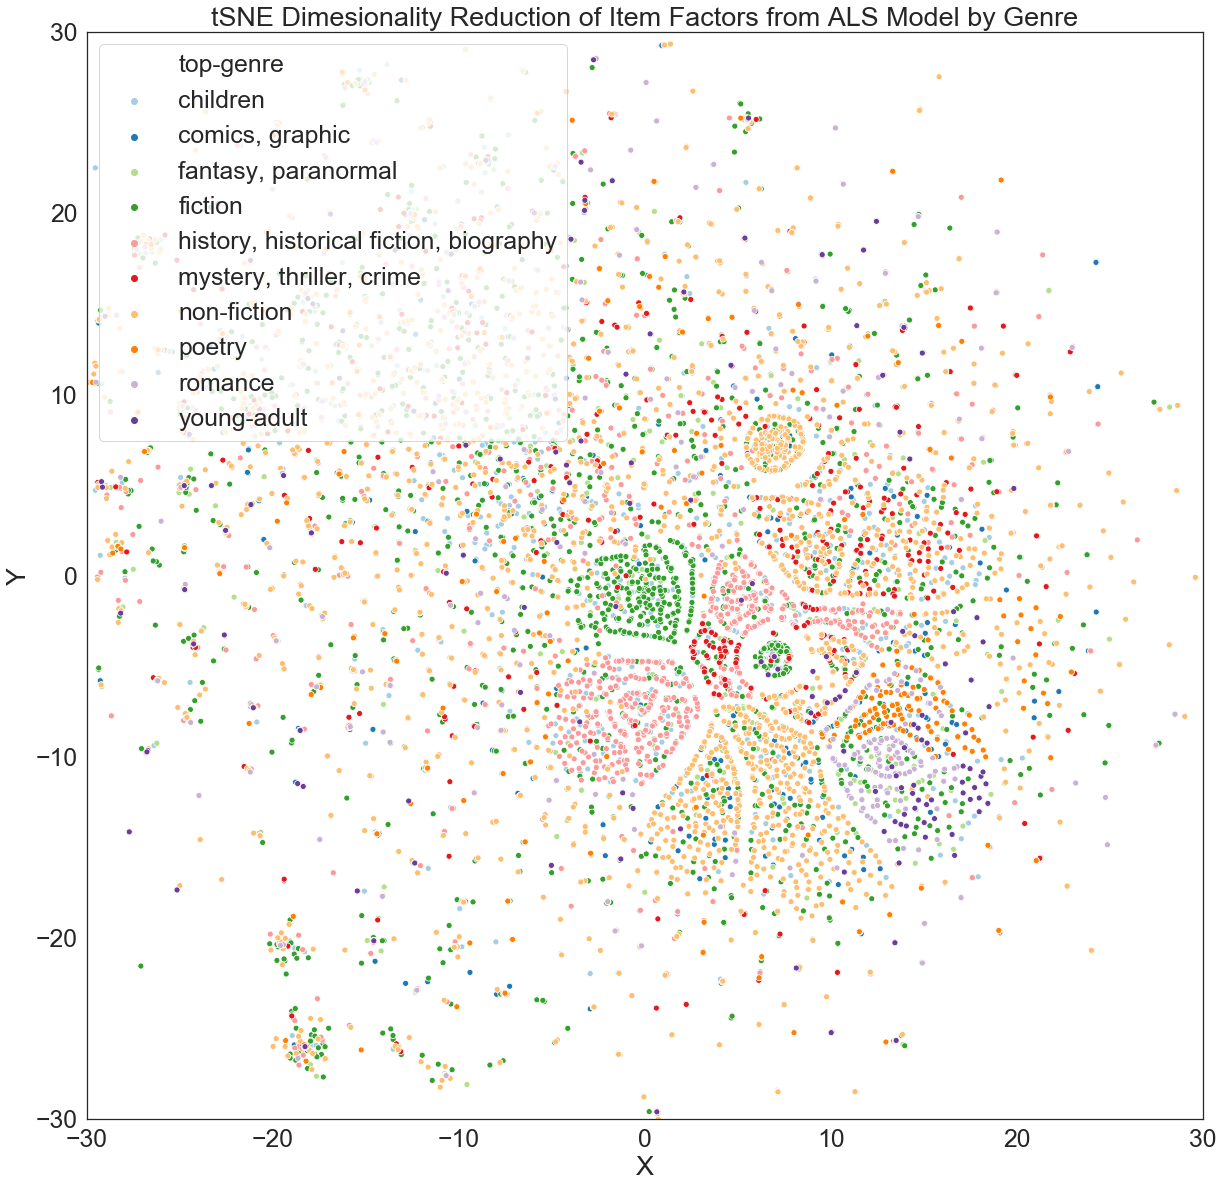 tSNE Dimesionality Reduction of Item Factors from ALS Model by Genre
top-genre
children
comics, graphic
fantasy, paranormal
fiction
history, historical fiction, biography
mystery, thriller, crime
non-fiction
poetry
romance
young-adult
30
20
10
0
−10
−20
−30
Y
−30 −20 −10 0 10 20 30
X